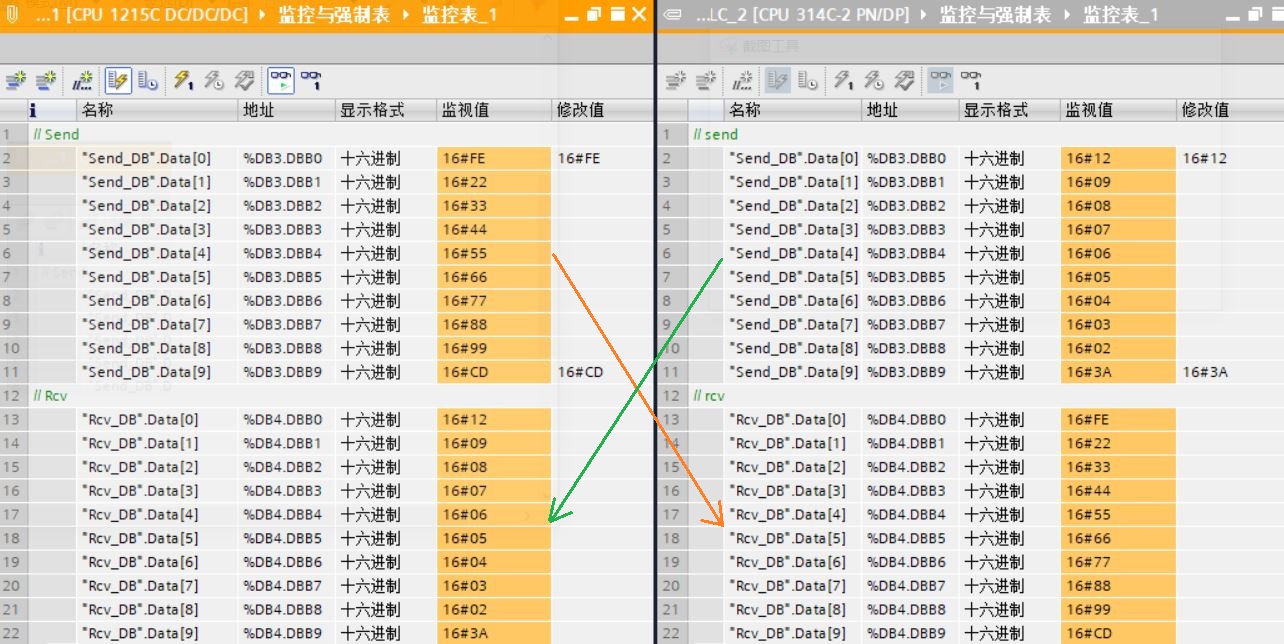 ...1 [CPU 1215C DC/DC/DC] 监控与强制表 监控表_1
i 名称 地址 显示格式 监视值 修改值
1 // Send
2 "Send_DB".Data[0] %DB3.DBB0 十六进制 16#FE 16#FE
3 "Send_DB".Data[1] %DB3.DBB1 十六进制 16#22
4 "Send_DB".Data[2] %DB3.DBB2 十六进制 16#33
5 "Send_DB".Data[3] %DB3.DBB3 十六进制 16#44
6 "Send_DB".Data[4] %DB3.DBB4 十六进制 16#55
7 "Send_DB".Data[5] %DB3.DBB5 十六进制 16#66
8 "Send_DB".Data[6] %DB3.DBB6 十六进制 16#77
9 "Send_DB".Data[7] %DB3.DBB7 十六进制 16#88
10 "Send_DB".Data[8] %DB3.DBB8 十六进制 16#99
11 "Send_DB".Data[9] %DB3.DBB9 十六进制 16#CD 16#CD
12 // Rcv
13 "Rcv_DB".Data[0] %DB4.DBB0 十六进制 16#12
14 "Rcv_DB".Data[1] %DB4.DBB1 十六进制 16#09
15 "Rcv_DB".Data[2] %DB4.DBB2 十六进制 16#08
16 "Rcv_DB".Data[3] %DB4.DBB3 十六进制 16#07
17 "Rcv_DB".Data[4] %DB4.DBB4 十六进制 16#06
18 "Rcv_DB".Data[5] %DB4.DBB5 十六进制 16#05
19 "Rcv_DB".Data[6] %DB4.DBB6 十六进制 16#04
20 "Rcv_DB".Data[7] %DB4.DBB7 十六进制 16#03
21 "Rcv_DB".Data[8] %DB4.DBB8 十六进制 16#02
22 "Rcv_DB".Data[9] %DB4.DBB9 十六进制 16#3A
...LC_2 [CPU 314C-2 PN/DP] 监控与强制表 监控表_1
截图工具
名称 地址 显示格式 监视值 修改值
1 // send
2 "Send_DB".Data[0] %DB3.DBB0 十六进制 16#12 16#12
3 "Send_DB".Data[1] %DB3.DBB1 十六进制 16#09
4 "Send_DB".Data[2] %DB3.DBB2 十六进制 16#08
5 "Send_DB".Data[3] %DB3.DBB3 十六进制 16#07
6 "Send_DB".Data[4] %DB3.DBB4 十六进制 16#06
7 "Send_DB".Data[5] %DB3.DBB5 十六进制 16#05
8 "Send_DB".Data[6] %DB3.DBB6 十六进制 16#04
9 "Send_DB".Data[7] %DB3.DBB7 十六进制 16#03
10 "Send_DB".Data[8] %DB3.DBB8 十六进制 16#02
11 "Send_DB".Data[9] %DB3.DBB9 十六进制 16#3A 16#3A
12 // rcv
13 "Rcv_DB".Data[0] %DB4.DBB0 十六进制 16#FE
14 "Rcv_DB".Data[1] %DB4.DBB1 十六进制 16#22
15 "Rcv_DB".Data[2] %DB4.DBB2 十六进制 16#33
16 "Rcv_DB".Data[3] %DB4.DBB3 十六进制 16#44
17 "Rcv_DB".Data[4] %DB4.DBB4 十六进制 16#55
18 "Rcv_DB".Data[5] %DB4.DBB5 十六进制 16#66
19 "Rcv_DB".Data[6] %DB4.DBB6 十六进制 16#77
20 "Rcv_DB".Data[7] %DB4.DBB7 十六进制 16#88
21 "Rcv_DB".Data[8] %DB4.DBB8 十六进制 16#99
22 "Rcv_DB".Data[9] %DB4.DBB9 十六进制 16#CD